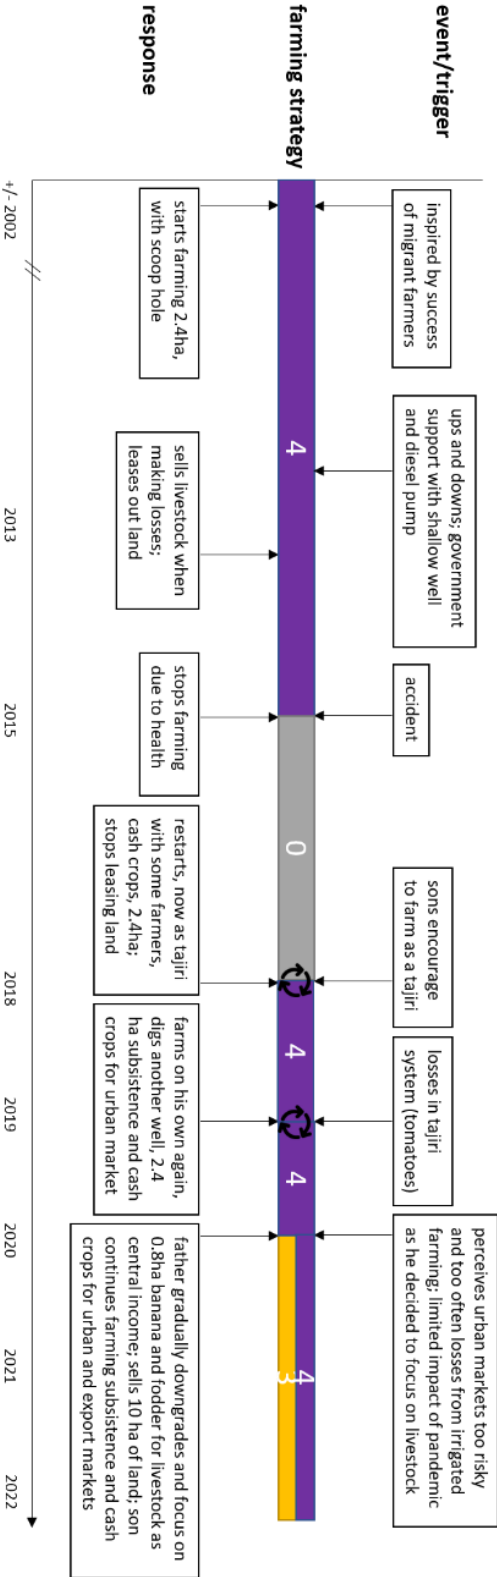 event/trigger
inspired by success
of migrant farmers
ups and downs; government
support with shallow well
and diesel pump
accident
sons encourage
to farm as a tajiri
losses in tajiri
system (tomatoes)
perceives urban markets too risky
and too often losses from irrigated
farming; limited impact of pandemic
as he decided to focus on livestock
farming strategy
4
0
4
4
4
3
response
starts farming 2.4ha,
with scoop hole
sells livestock when
making losses;
leases out land
stops farming
due to health
restarts, now as tajiri
with some farmers,
cash crops, 2.4ha;
stops leasing land
farms on his own again,
digs another well, 2.4
ha subsistence and cash
crops for urban market
father gradually downgrades and focus on
0.8ha banana and fodder for livestock as
central income; sells 10 ha of land; son
continues farming subsistence and cash
crops for urban and export markets
+/- 2002
2013
2015
2018
2019
2020
2021
2022